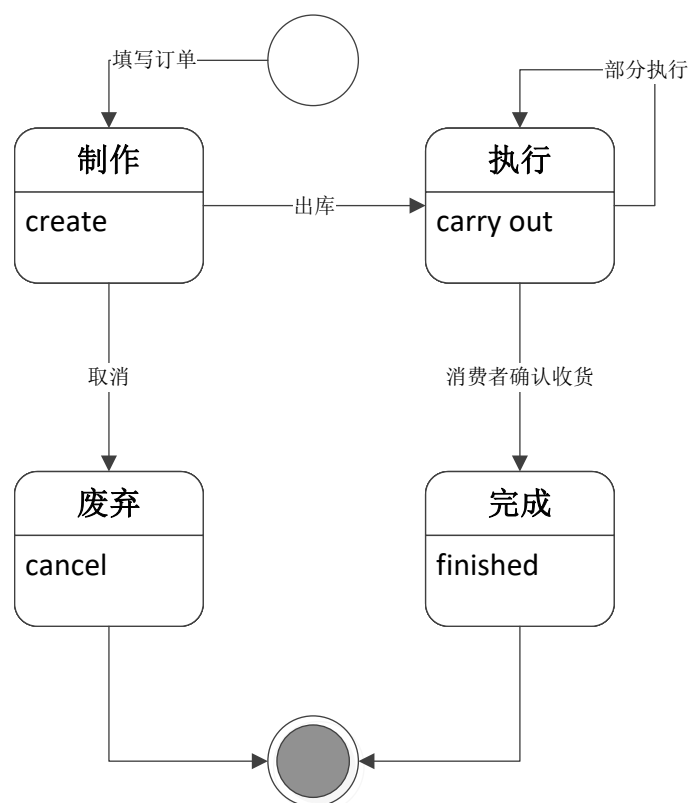 填写订单
部分执行
制作
create
执行
carry out
出库
取消
消费者确认收货
废弃
cancel
完成
finished